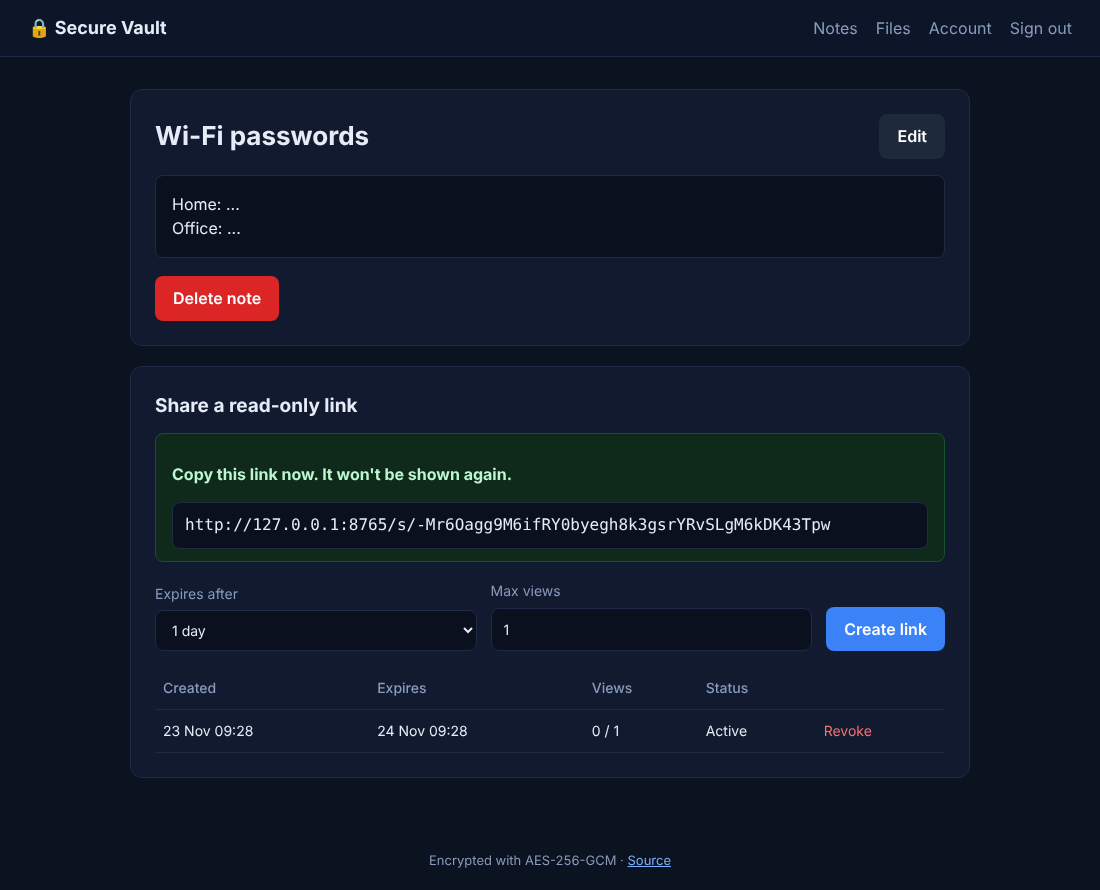 🔒 Secure Vault
Notes Files Account Sign out
Wi-Fi passwords
Edit
Home: ...
Office: ...
Delete note
Share a read-only link
Copy this link now. It won't be shown again.
http://127.0.0.1:8765/s/-Mr6Oagg9M6ifRY0byegh8k3gsrYRvSLgM6kDK43Tpw
Expires after
Max views
1 day
1
Create link
Created Expires Views Status
23 Nov 09:28 24 Nov 09:28 0 / 1 Active Revoke
Encrypted with AES-256-GCM · Source